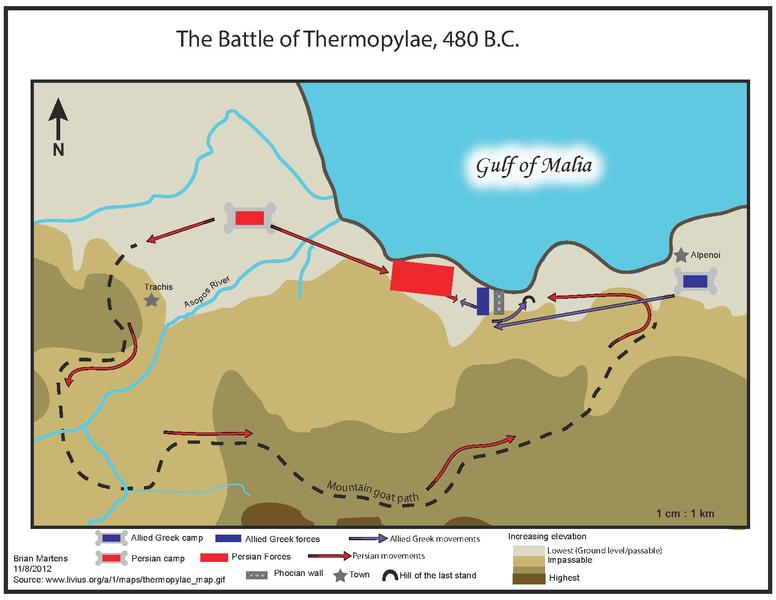 The Battle of Thermopylae, 480 B.C.
N
Gulf of Malia
Alpenoi
Trachis
Asopos River
Mountain goat path
1 cm : 1 km
Allied Greek camp
Allied Greek forces
Allied Greek movements
Increasing elevation
Lowest (Ground level/passable)
Impassable
Highest
Persian camp
Persian Forces
Persian movements
Phocian wall
Town
Hill of the last stand
Brian Martens
11/8/2012
Source: www.livius.org/a/1/maps/thermopylae_map.gif